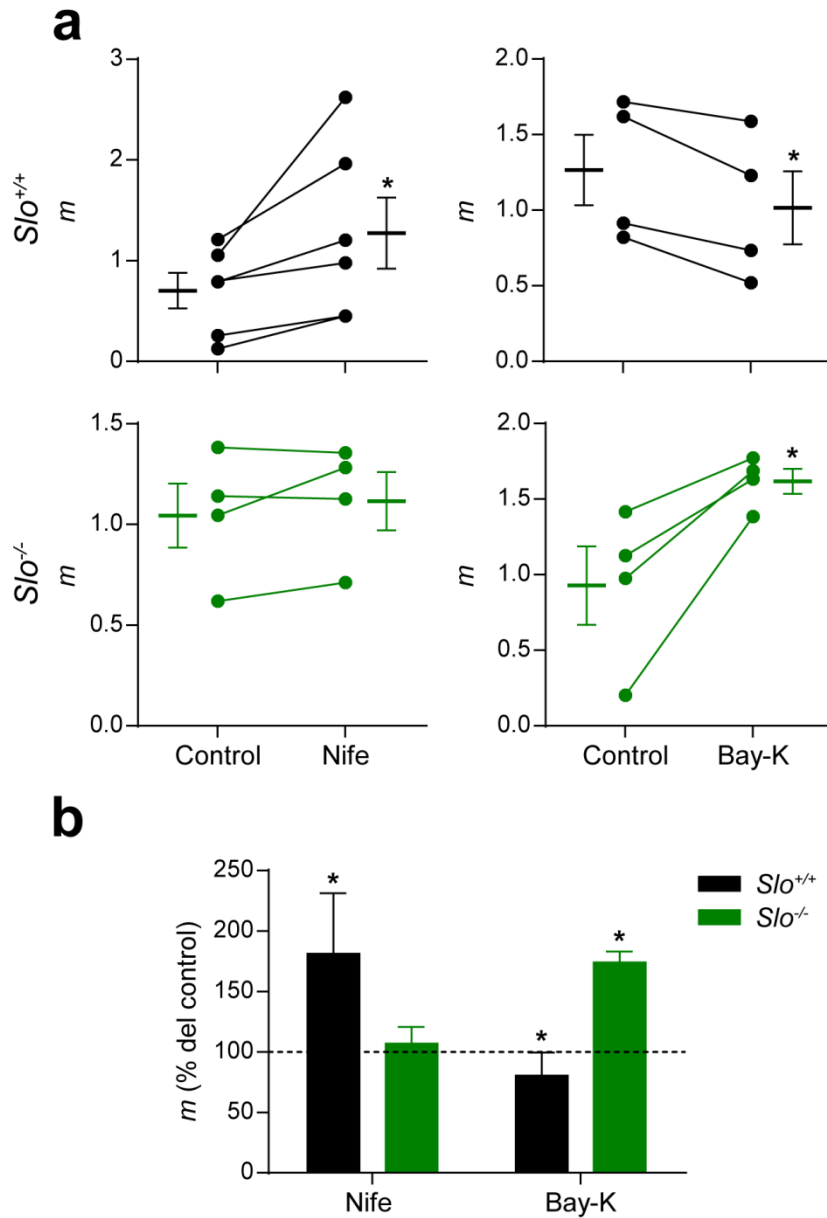 a
3
2
1
0
m
Slo+/+
*
2.0
1.5
1.0
0.5
0.0
m
*
1.5
1.0
0.5
0.0
m
Slo-/-
Control Nife
2.0
1.5
1.0
0.5
0.0
m
*
Control Bay-K
b
250
200
150
100
50
0
m (% del control)
*
*
*
Nife Bay-K
Slo+/+
Slo-/-